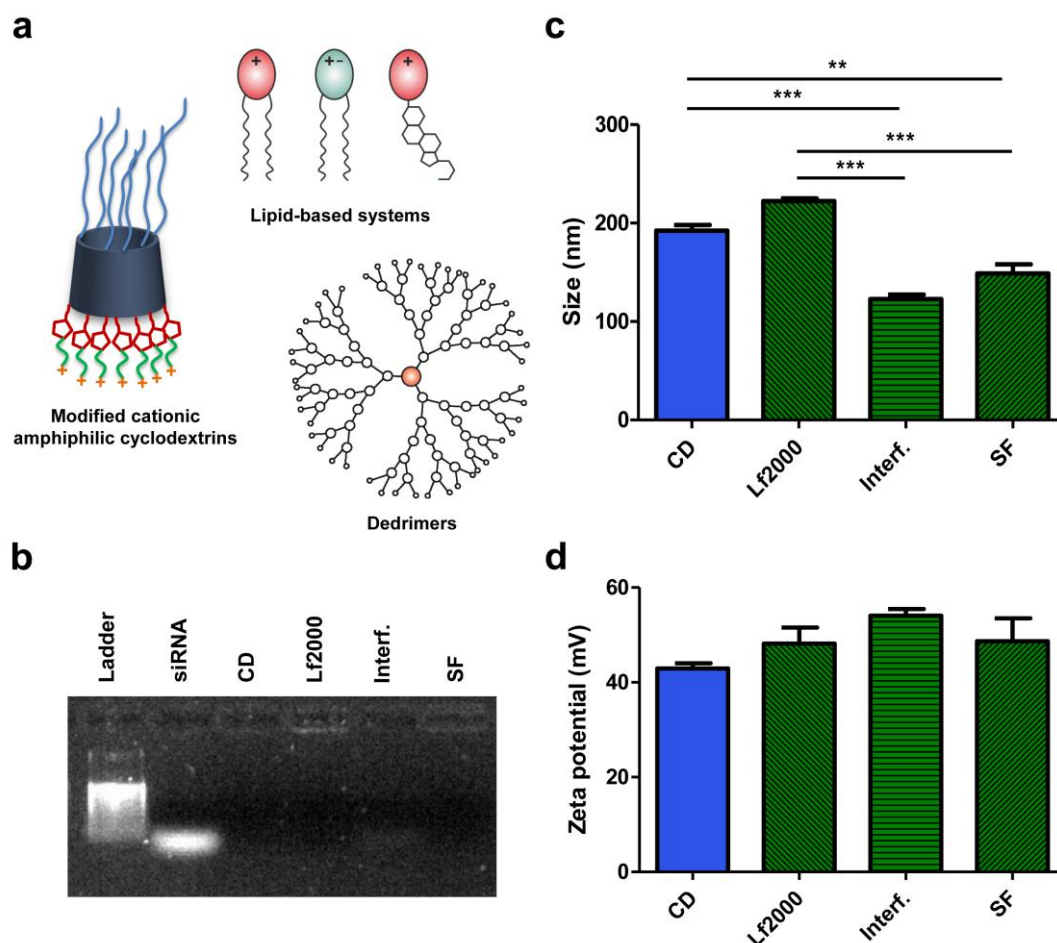 a
+
+ −
+
Lipid-based systems
+ + + + + + +
Modified cationic
amphiphilic cyclodextrins
Dedrimers
b
Ladder
siRNA
CD
Lf2000
Interf.
SF
c
**
***
***
***
Size (nm)
300
200
100
0
CD
Lf2000
Interf.
SF
d
Zeta potential (mV)
60
40
20
0
CD
Lf2000
Interf.
SF